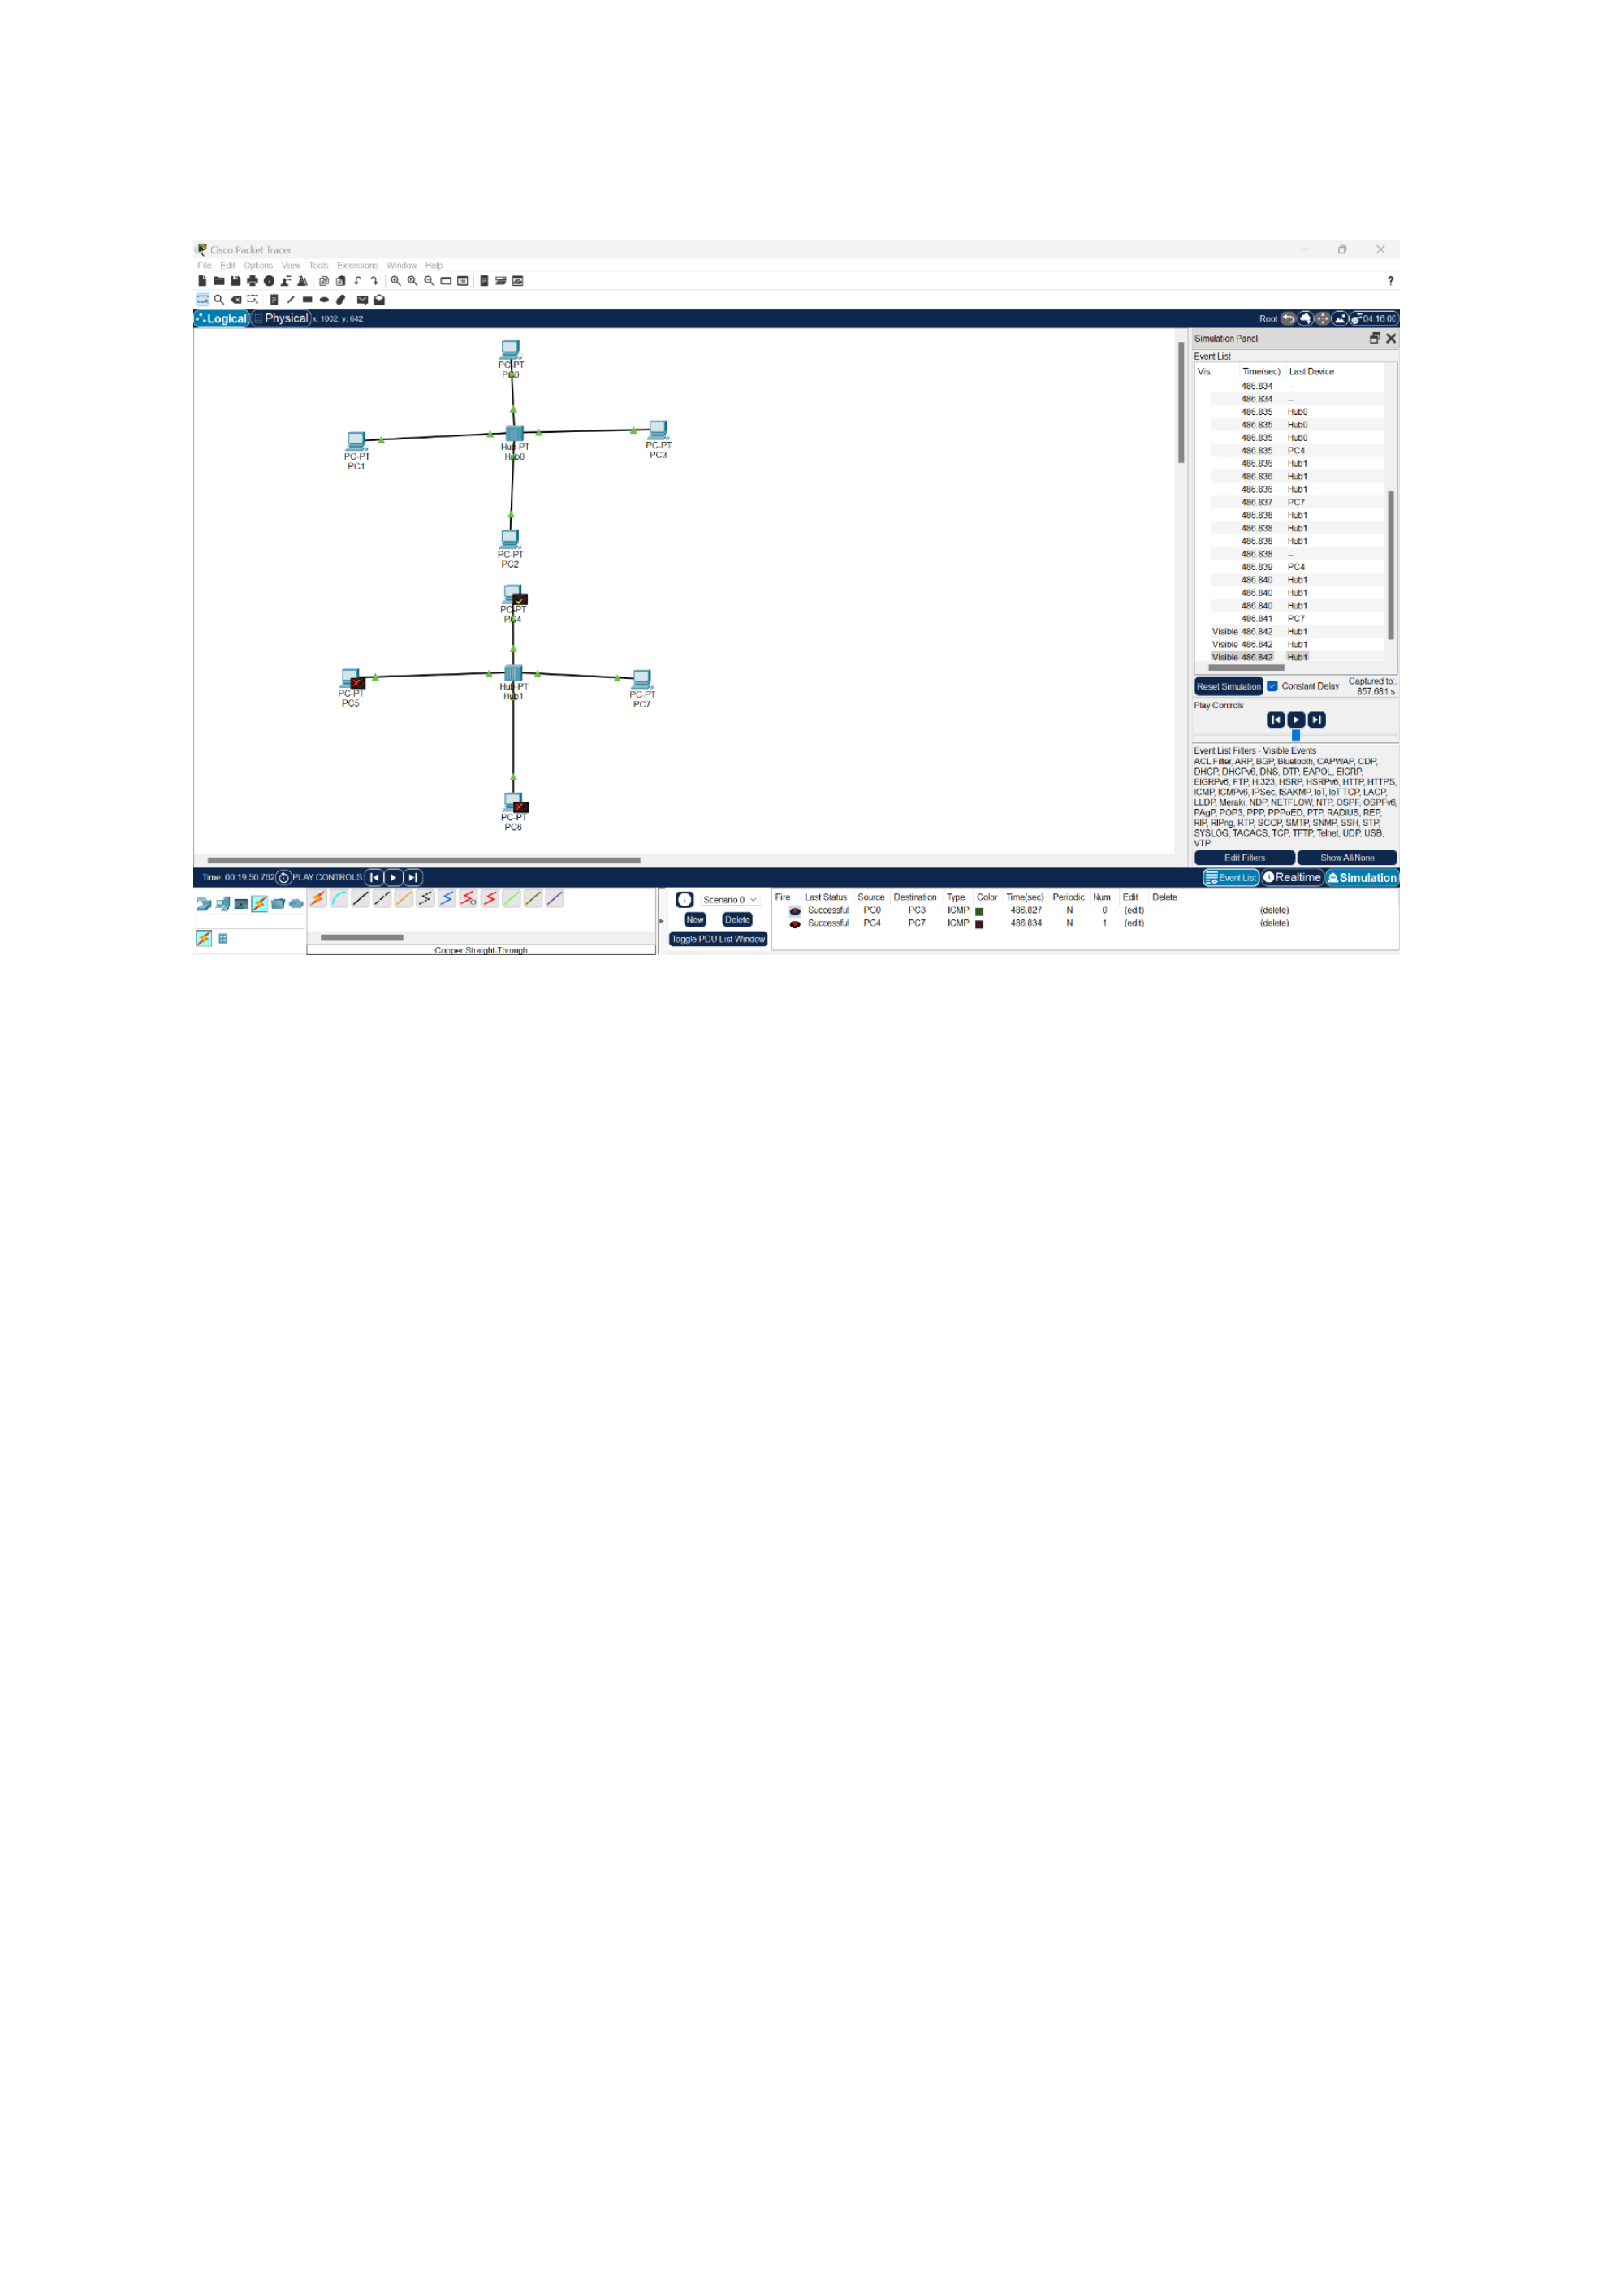 Cisco Packet Tracer
File Edit Options View Tools Extensions Window Help
?
Logical Physical x: 1002, y: 642
Root 04:16:00
Simulation Panel
Event List
Vis. Time(sec) Last Device
486.834 --
486.834 --
486.835 Hub0
486.835 Hub0
486.835 Hub0
486.835 PC4
486.836 Hub1
486.836 Hub1
486.836 Hub1
486.837 PC7
486.838 Hub1
486.838 Hub1
486.838 Hub1
486.838 --
486.839 PC4
486.840 Hub1
486.840 Hub1
486.840 Hub1
486.841 PC7
Visible 486.842 Hub1
Visible 486.842 Hub1
Visible 486.842 Hub1
Reset Simulation Constant Delay Captured to:
857.681 s
Play Controls
Event List Filters - Visible Events
ACL Filter, ARP, BGP, Bluetooth, CAPWAP, CDP,
DHCP, DHCPv6, DNS, DTP, EAPOL, EIGRP,
EIGRPv6, FTP, H.323, HSRP, HSRPv6, HTTP, HTTPS,
ICMP, ICMPv6, IPSec, ISAKMP, IoT, IoT TCP, LACP,
LLDP, Meraki, NDP, NETFLOW, NTP, OSPF, OSPFv6,
PAgP, POP3, PPP, PPPoED, PTP, RADIUS, REP,
RIP, RIPng, RTP, SCCP, SMTP, SNMP, SSH, STP,
SYSLOG, TACACS, TCP, TFTP, Telnet, UDP, USB,
VTP
Edit Filters Show All/None
PC-PT
PC0
PC-PT
PC1
Hub-PT
Hub0
PC-PT
PC3
PC-PT
PC2
PC-PT
PC4
PC-PT
PC5
Hub-PT
Hub1
PC-PT
PC7
PC-PT
PC6
Time: 00:19:50.762 PLAY CONTROLS:
Event List Realtime Simulation
Scenario 0
New Delete
Toggle PDU List Window
Fire Last Status Source Destination Type Color Time(sec) Periodic Num Edit Delete
Successful PC0 PC3 ICMP 486.827 N 0 (edit) (delete)
Successful PC4 PC7 ICMP 486.834 N 1 (edit) (delete)
Copper Straight-Through